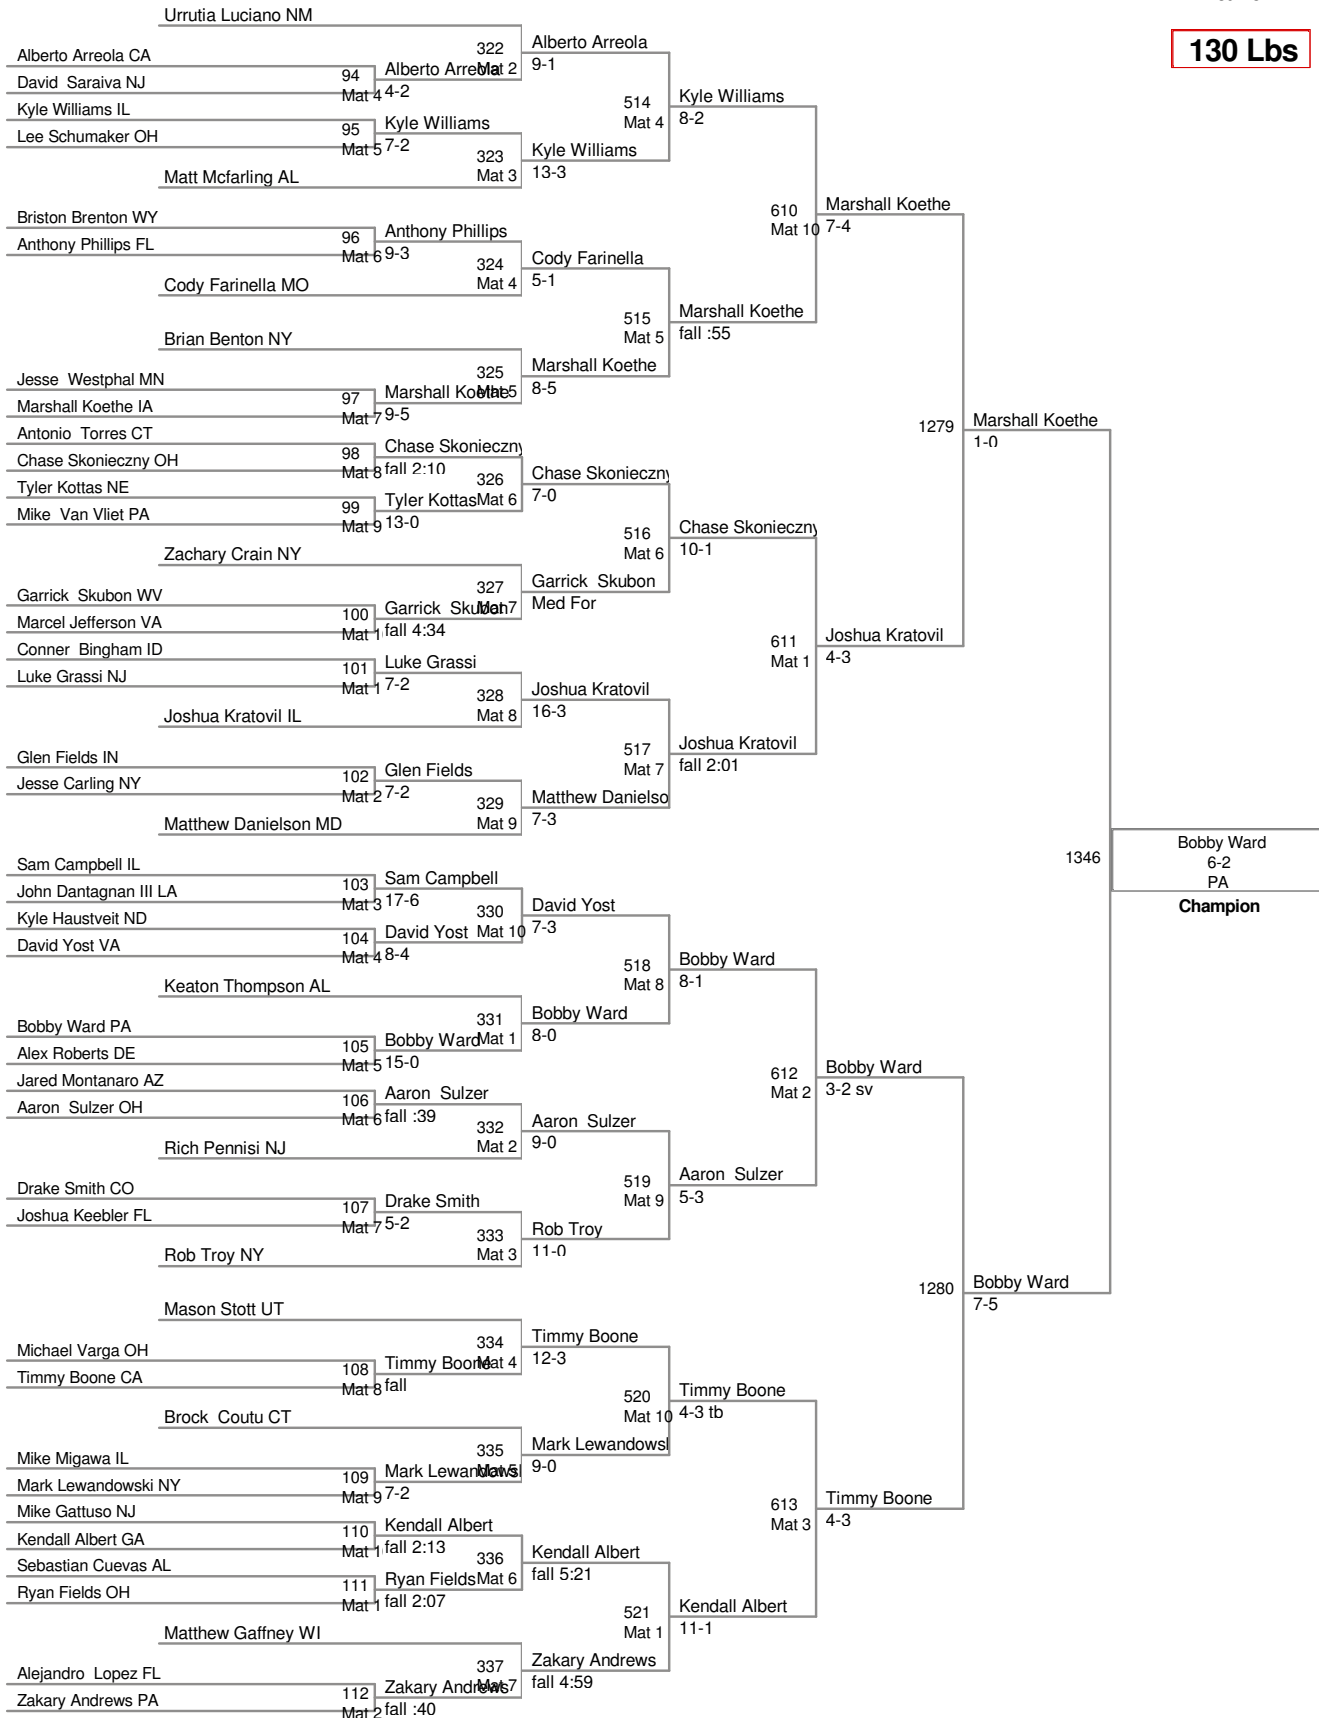 130 Lbs
Urrutia Luciano NM
Alberto Arreola CA
David Saraiva NJ
Kyle Williams IL
Lee Schumaker OH
Matt Mcfarling AL
Briston Brenton WY
Anthony Phillips FL
Cody Farinella MO
Brian Benton NY
Jesse Westphal MN
Marshall Koethe IA
Antonio Torres CT
Chase Skonieczny OH
Tyler Kottas NE
Mike Van Vliet PA
Zachary Crain NY
Garrick Skubon WV
Marcel Jefferson VA
Conner Bingham ID
Luke Grassi NJ
Joshua Kratovil IL
Glen Fields IN
Jesse Carling NY
Matthew Danielson MD
Sam Campbell IL
John Dantagnan III LA
Kyle Haustveit ND
David Yost VA
Keaton Thompson AL
Bobby Ward PA
Alex Roberts DE
Jared Montanaro AZ
Aaron Sulzer OH
Rich Pennisi NJ
Drake Smith CO
Joshua Keebler FL
Rob Troy NY
Mason Stott UT
Michael Varga OH
Timmy Boone CA
Brock Coutu CT
Mike Migawa IL
Mark Lewandowski NY
Mike Gattuso NJ
Kendall Albert GA
Sebastian Cuevas AL
Ryan Fields OH
Matthew Gaffney WI
Alejandro Lopez FL
Zakary Andrews PA
94 Alberto Arreola
Mat 4 4-2
95 Kyle Williams
Mat 5 7-2
96 Anthony Phillips
Mat 6 9-3
97 Marshall Koethe
Mat 7 9-5
98 Chase Skonieczny
Mat 8 fall 2:10
99 Tyler Kottas
Mat 9 13-0
100 Garrick Skubon
Mat 1 fall 4:34
101 Luke Grassi
Mat 1 7-2
102 Glen Fields
Mat 2 7-2
103 Sam Campbell
Mat 3 17-6
104 David Yost
Mat 4 8-4
105 Bobby Ward
Mat 5 15-0
106 Aaron Sulzer
Mat 6 fall :39
107 Drake Smith
Mat 7 5-2
108 Timmy Boone
Mat 8 fall
109 Mark Lewandowsl
Mat 9 7-2
110 Kendall Albert
Mat 1 fall 2:13
111 Ryan Fields
Mat 1 fall 2:07
112 Zakary Andrews
Mat 2 fall :40
322 Alberto Arreola
Mat 2 9-1
323 Kyle Williams
Mat 3 13-3
324 Cody Farinella
Mat 4 5-1
325 Marshall Koethe
Mat 5 8-5
326 Chase Skonieczny
Mat 6 7-0
327 Garrick Skubon
Mat 7 Med For
328 Joshua Kratovil
Mat 8 16-3
329 Matthew Danielso
Mat 9 7-3
330 David Yost
Mat 10 7-3
331 Bobby Ward
Mat 1 8-0
332 Aaron Sulzer
Mat 2 9-0
333 Rob Troy
Mat 3 11-0
334 Timmy Boone
Mat 4 12-3
335 Mark Lewandowsl
Mat 5 9-0
336 Kendall Albert
Mat 6 fall 5:21
337 Zakary Andrews
Mat 7 fall 4:59
514 Kyle Williams
Mat 4 8-2
515 Marshall Koethe
Mat 5 fall :55
516 Chase Skonieczny
Mat 6 10-1
517 Joshua Kratovil
Mat 7 fall 2:01
518 Bobby Ward
Mat 8 8-1
519 Aaron Sulzer
Mat 9 5-3
520 Timmy Boone
Mat 10 4-3 tb
521 Kendall Albert
Mat 1 11-1
610 Marshall Koethe
Mat 10 7-4
611 Joshua Kratovil
Mat 1 4-3
612 Bobby Ward
Mat 2 3-2 sv
613 Timmy Boone
Mat 3 4-3
1279 Marshall Koethe
1-0
1280 Bobby Ward
7-5
1346 Bobby Ward
6-2
PA
Champion